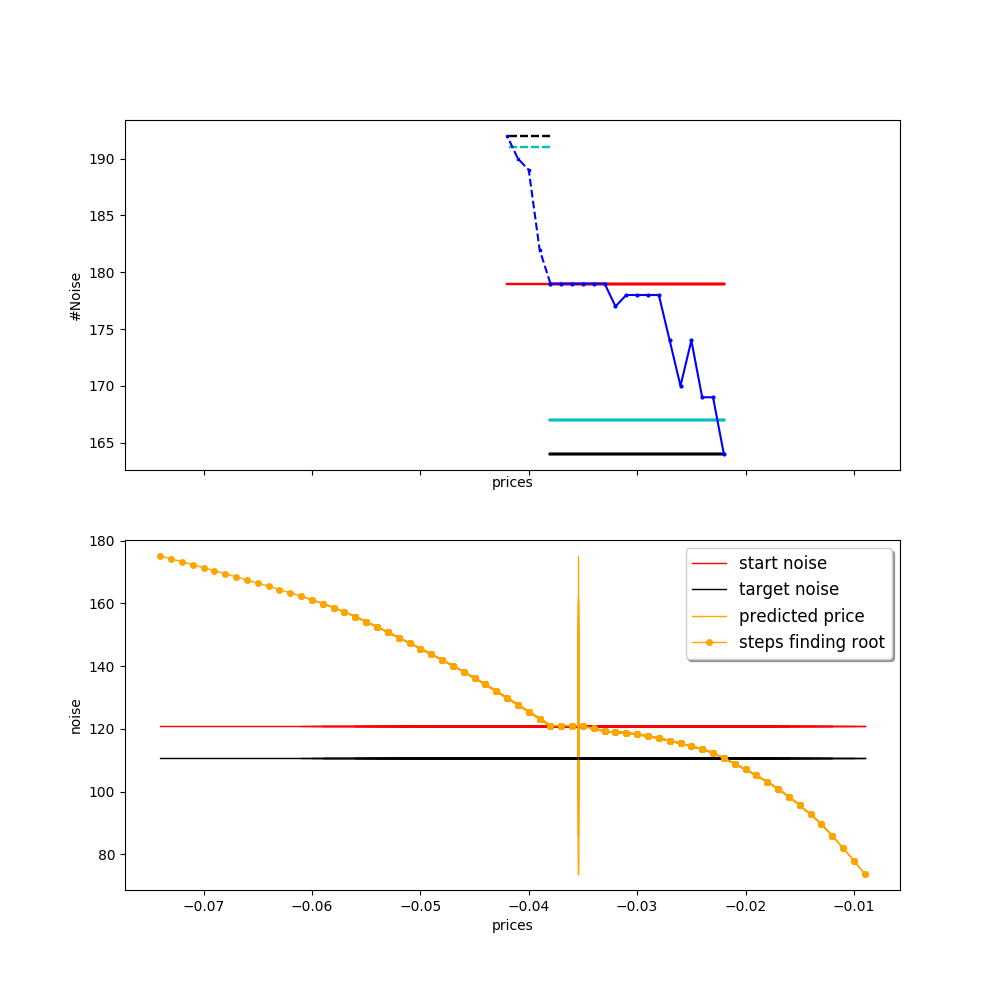 190
185
180
175
170
165
#Noise
prices
180
160
140
120
100
80
noise
start noise
target noise
predicted price
steps finding root
−0.07 −0.06 −0.05 −0.04 −0.03 −0.02 −0.01
prices